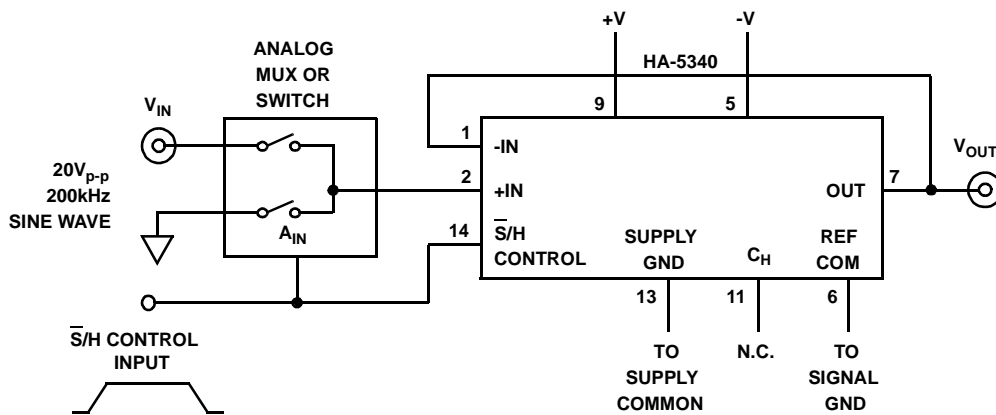 +V
-V
HA-5340
ANALOG
MUX OR
SWITCH
9
5
VIN
1
-IN
VOUT
20Vp-p
200kHz
SINE WAVE
2
+IN
OUT
7
AIN
14
S̅/H
CONTROL
SUPPLY
GND
CH
REF
COM
13
11
6
S̅/H CONTROL
INPUT
TO
SUPPLY
COMMON
N.C.
TO
SIGNAL
GND